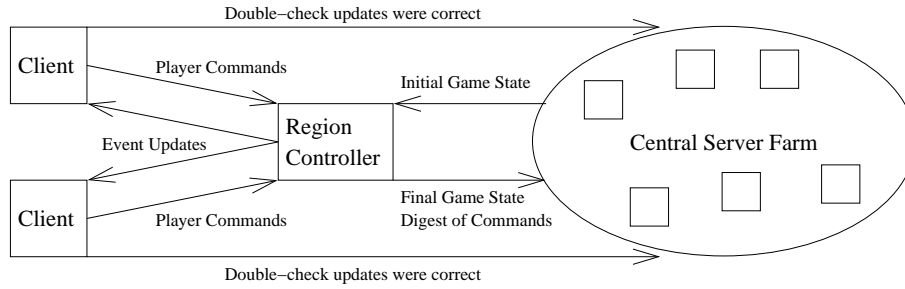 Double−check updates were correct
Client
Player Commands
Initial Game State
Region
Controller
Event Updates
Central Server Farm
Client
Player Commands
Final Game State
Digest of Commands
Double−check updates were correct